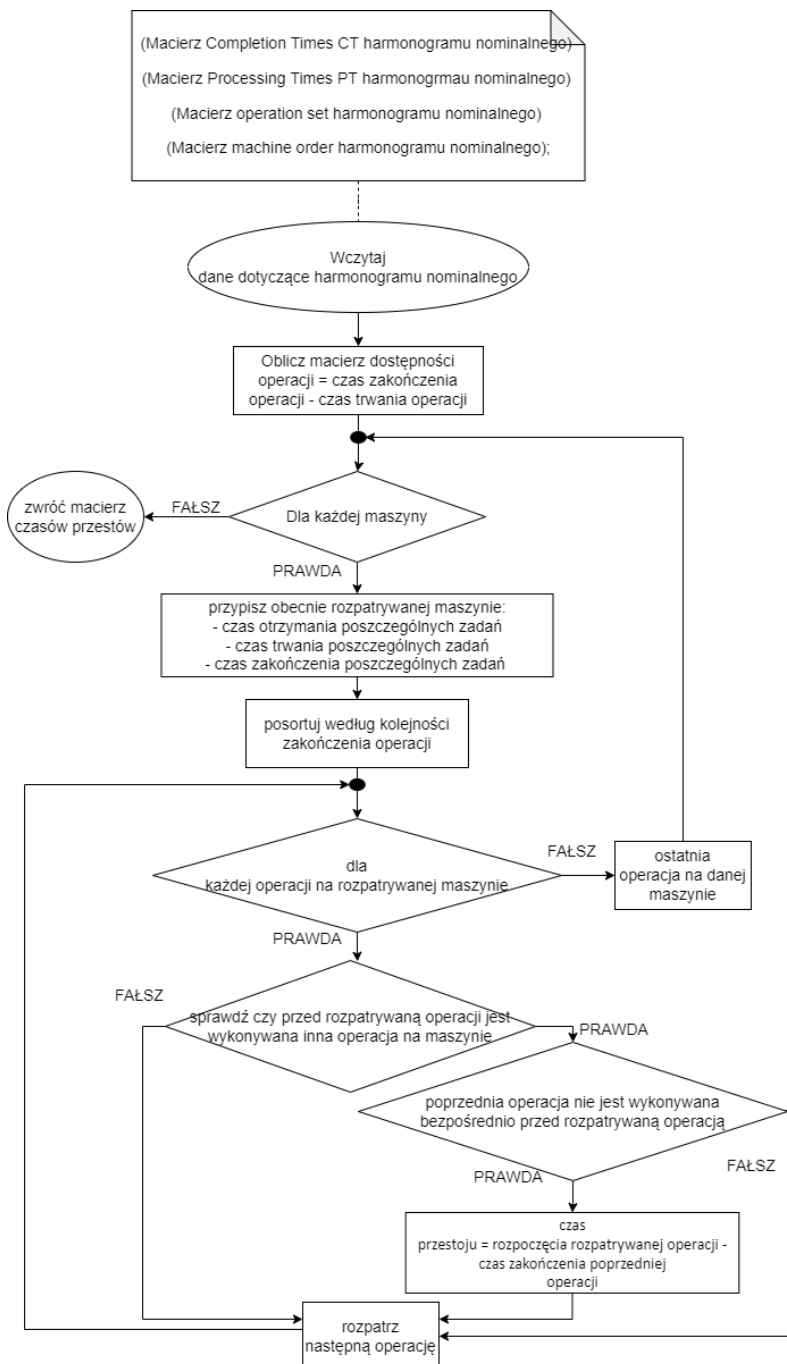 (Macierz Completion Times CT harmonogramu nominalnego)
(Macierz Processing Times PT harmonogrmau nominalnego)
(Macierz operation set harmonogramu nominalnego)
(Macierz machine order harmonogramu nominalnego);
Wczytaj
dane dotyczące harmonogramu nominalnego
Oblicz macierz dostępności
operacji = czas zakończenia
operacji - czas trwania operacji
zwróć macierz
czasów przestów
FAŁSZ
Dla każdej maszyny
PRAWDA
przypisz obecnie rozpatrywanej maszynie:
- czas otrzymania poszczególnych zadań
- czas trwania poszczególnych zadań
- czas zakończenia poszczególnych zadań
posortuj według kolejności
zakończenia operacji
dla
każdej operacji na rozpatrywanej maszynie
FAŁSZ
ostatnia
operacja na danej
maszynie
PRAWDA
FAŁSZ
sprawdź czy przed rozpatrywaną operacji jest
wykonywana inna operacja na maszynie
PRAWDA
poprzednia operacja nie jest wykonywana
bezpośrednio przed rozpatrywaną operacją
FAŁSZ
PRAWDA
czas
przestoju = rozpoczęcia rozpatrywanej operacji -
czas zakończenia poprzedniej
operacji
rozpatrz
następną operację